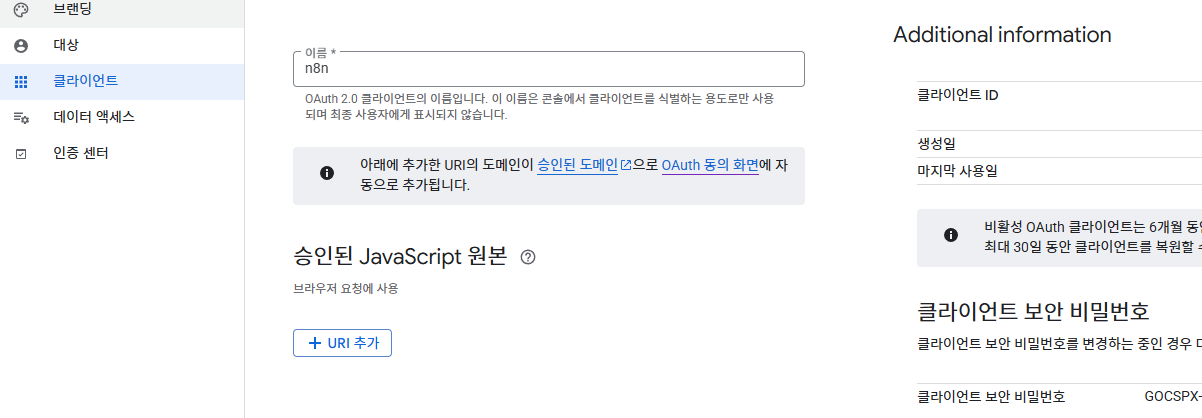 브랜딩
대상
클라이언트
데이터 액세스
인증 센터
이름 *
n8n
OAuth 2.0 클라이언트의 이름입니다. 이 이름은 콘솔에서 클라이언트를 식별하는 용도로만 사용
되며 최종 사용자에게 표시되지 않습니다.
아래에 추가한 URI의 도메인이 승인된 도메인으로 OAuth 동의 화면에 자
동으로 추가됩니다.
승인된 JavaScript 원본
브라우저 요청에 사용
+ URI 추가
Additional information
클라이언트 ID
생성일
마지막 사용일
비활성 OAuth 클라이언트는 6개월 동
최대 30일 동안 클라이언트를 복원할
클라이언트 보안 비밀번호
클라이언트 보안 비밀번호를 변경하는 중인 경우
클라이언트 보안 비밀번호 GOCSPX-